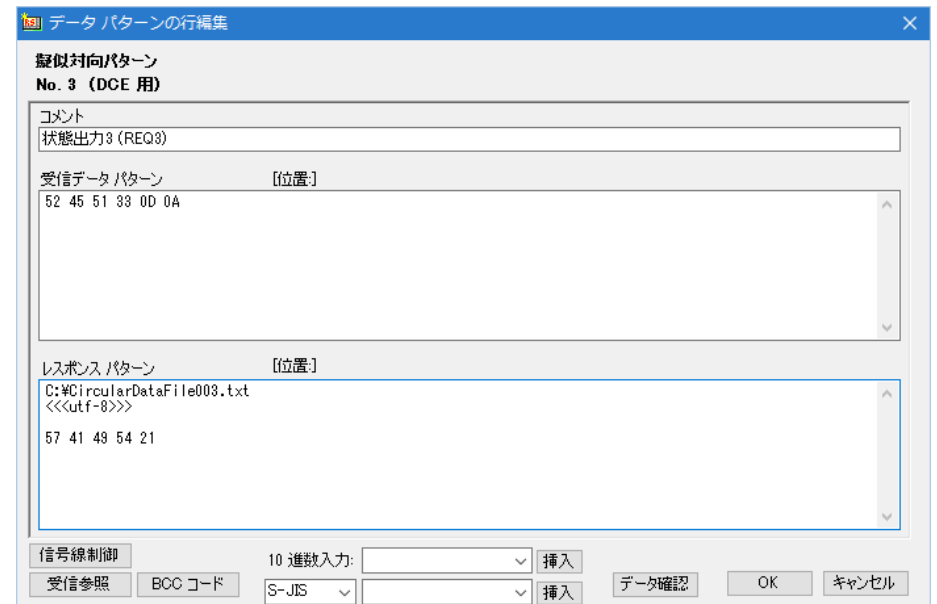 データ パターンの行編集
擬似対向パターン
No. 3 (DCE 用)
コメント
状態出力3 (REQ3)
受信データ パターン [位置:]
52 45 51 33 0D 0A
レスポンス パターン [位置:]
C:¥CircularDataFile003.txt
<<<utf-8>>>
57 41 49 54 21
信号線制御 10 進数入力: 挿入
受信参照 BCC コード S-JIS 挿入 データ確認 OK キャンセル